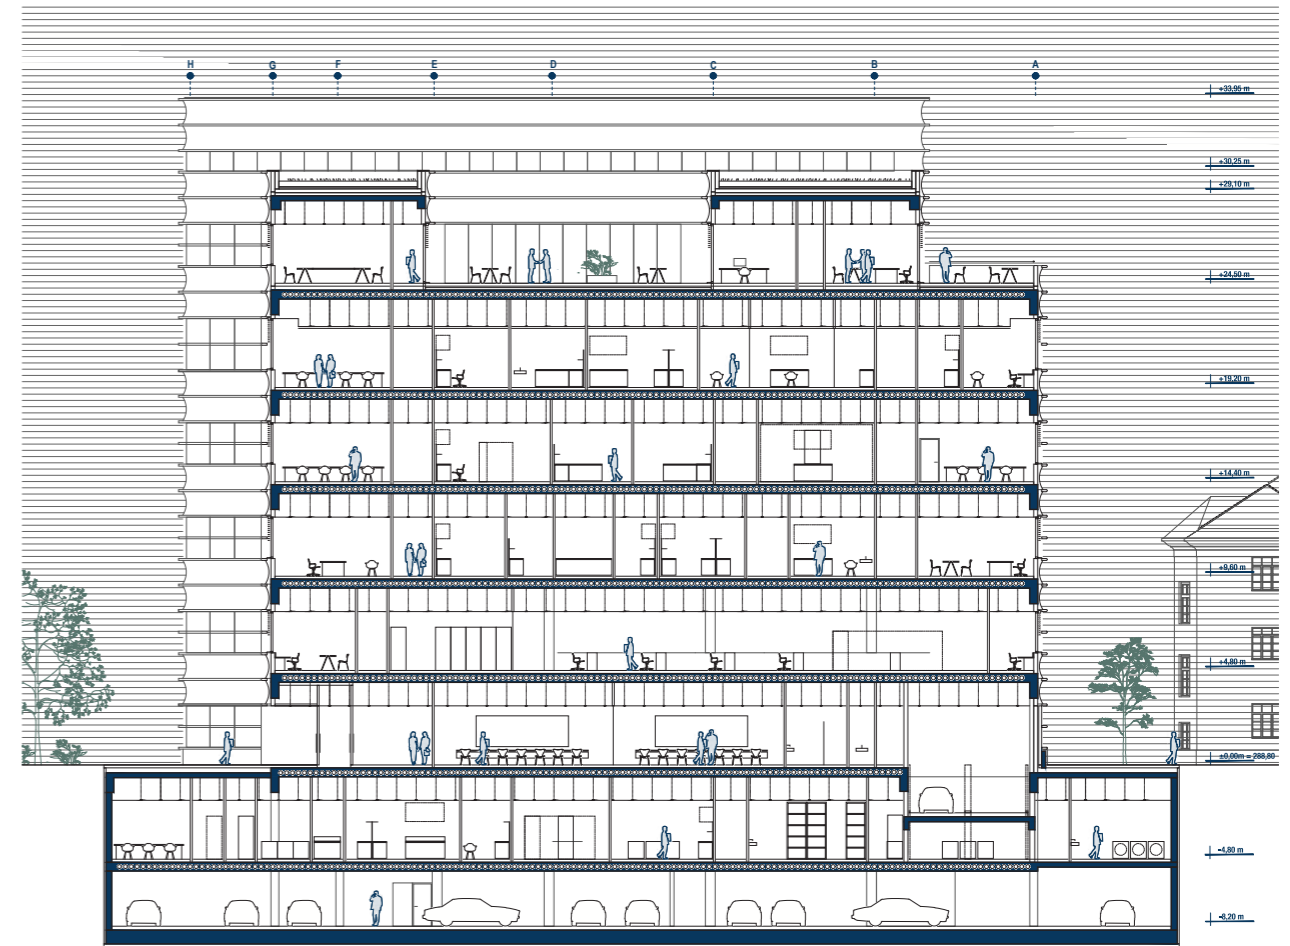 H G F E D C B A
+33,95 m
+30,25 m
+29,10 m
+24,50 m
+19,20 m
+14,40 m
+9,60 m
+4,80 m
±0,00m = 288,80
-4,80 m
-8,20 m